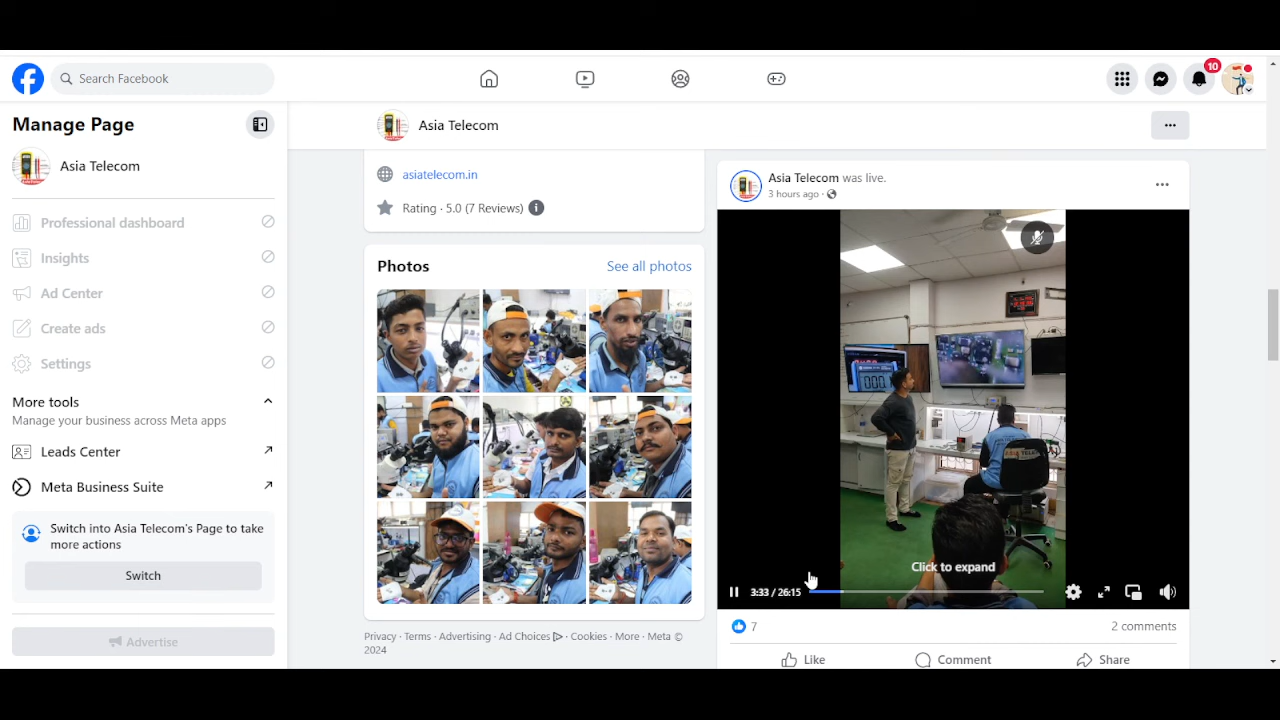 Search Facebook
10
Manage Page
Asia Telecom
Professional dashboard
Insights
Ad Center
Create ads
Settings
More tools
Manage your business across Meta apps
Leads Center
Meta Business Suite
Switch into Asia Telecom's Page to take
more actions
Switch
Advertise
Asia Telecom
asiatelecom.in
Rating · 5.0 (7 Reviews)
Photos
See all photos
Privacy · Terms · Advertising · Ad Choices · Cookies · More · Meta ©
2024
Asia Telecom was live.
3 hours ago ·
Click to expand
3:33 / 26:15
7
2 comments
Like
Comment
Share